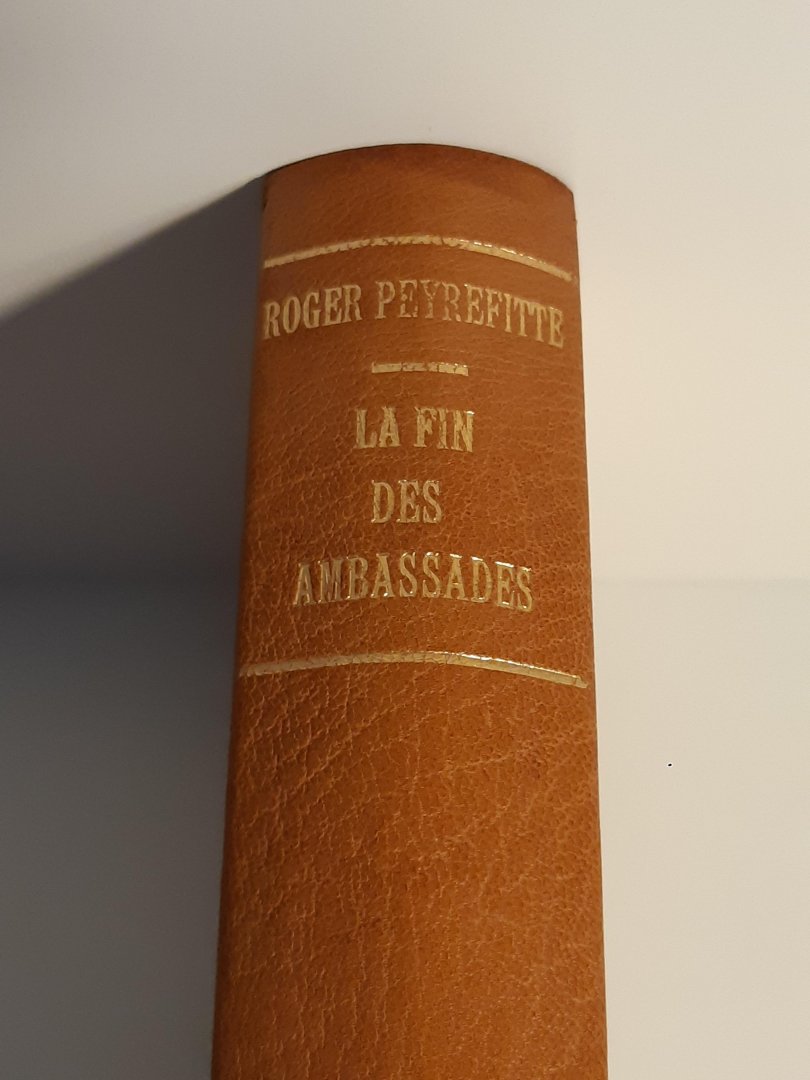 ROGER PEYREFITTE
LA FIN
DES
AMBASSADES